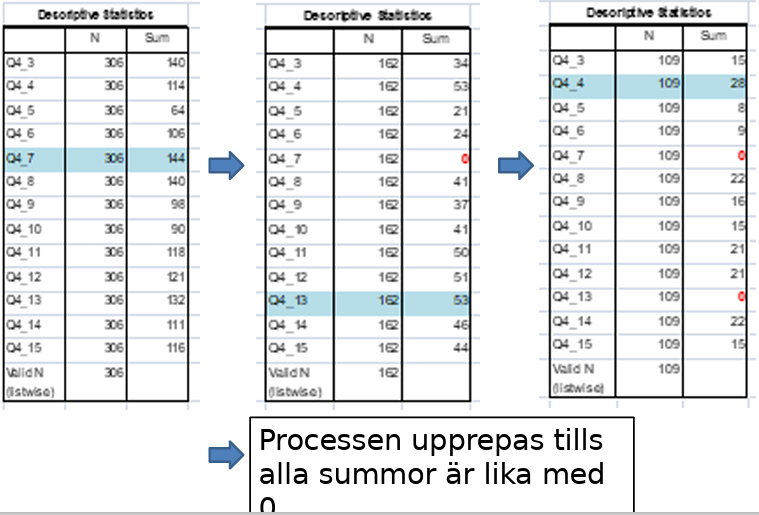 Descriptive Statistics
N Sum
Q4_3 306 140
Q4_4 306 114
Q4_5 306 64
Q4_6 306 106
Q4_7 306 144
Q4_8 306 140
Q4_9 306 98
Q4_10 306 90
Q4_11 306 118
Q4_12 306 121
Q4_13 306 132
Q4_14 306 111
Q4_15 306 116
Valid N 306
(listwise)
Descriptive Statistics
N Sum
Q4_3 162 34
Q4_4 162 53
Q4_5 162 21
Q4_6 162 24
Q4_7 162 0
Q4_8 162 41
Q4_9 162 37
Q4_10 162 41
Q4_11 162 50
Q4_12 162 51
Q4_13 162 53
Q4_14 162 46
Q4_15 162 44
Valid N 162
(listwise)
Descriptive Statistics
N Sum
Q4_3 109 15
Q4_4 109 28
Q4_5 109 8
Q4_6 109 9
Q4_7 109 0
Q4_8 109 22
Q4_9 109 16
Q4_10 109 15
Q4_11 109 21
Q4_12 109 21
Q4_13 109 0
Q4_14 109 22
Q4_15 109 15
Valid N 109
(listwise)
Processen upprepas tills
alla summor är lika med
0